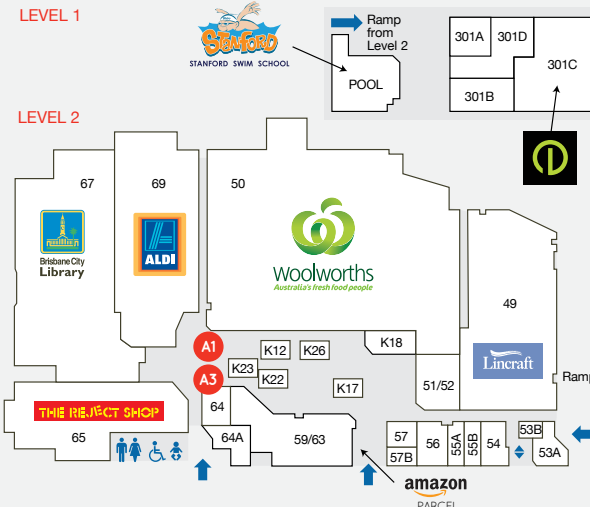 LEVEL 1
STANFORD
STANFORD SWIM SCHOOL
Ramp
from
Level 2
POOL
301A
301D
301C
301B
LEVEL 2
67
Brisbane City
Library
69
ALDI
50
Woolworths
Australia's fresh food people
49
Lincraft
Ramp
A1
A3
K12
K26
K18
K23
K22
K17
51/52
THE REJECT SHOP
65
64
64A
59/63
57
57B
56
55A
55B
54
53B
53A
amazon
PARCEL